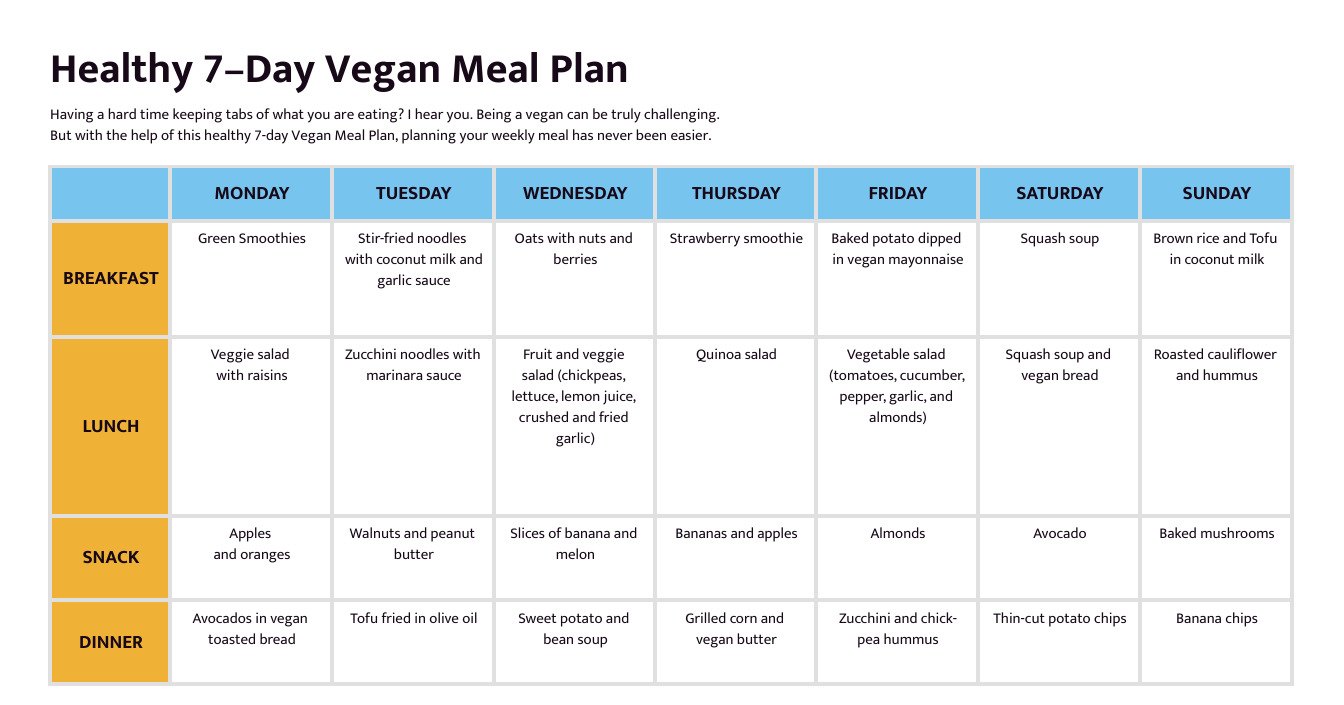 Healthy 7–Day Vegan Meal Plan
Having a hard time keeping tabs of what you are eating? I hear you. Being a vegan can be truly challenging.
But with the help of this healthy 7-day Vegan Meal Plan, planning your weekly meal has never been easier.
MONDAY
TUESDAY
WEDNESDAY
THURSDAY
FRIDAY
SATURDAY
SUNDAY
BREAKFAST
Green Smoothies
Stir-fried noodles
with coconut milk and
garlic sauce
Oats with nuts and
berries
Strawberry smoothie
Baked potato dipped
in vegan mayonnaise
Squash soup
Brown rice and Tofu
in coconut milk
LUNCH
Veggie salad
with raisins
Zucchini noodles with
marinara sauce
Fruit and veggie
salad (chickpeas,
lettuce, lemon juice,
crushed and fried
garlic)
Quinoa salad
Vegetable salad
(tomatoes, cucumber,
pepper, garlic, and
almonds)
Squash soup and
vegan bread
Roasted cauliflower
and hummus
SNACK
Apples
and oranges
Walnuts and peanut
butter
Slices of banana and
melon
Bananas and apples
Almonds
Avocado
Baked mushrooms
DINNER
Avocados in vegan
toasted bread
Tofu fried in olive oil
Sweet potato and
bean soup
Grilled corn and
vegan butter
Zucchini and chick-
pea hummus
Thin-cut potato chips
Banana chips